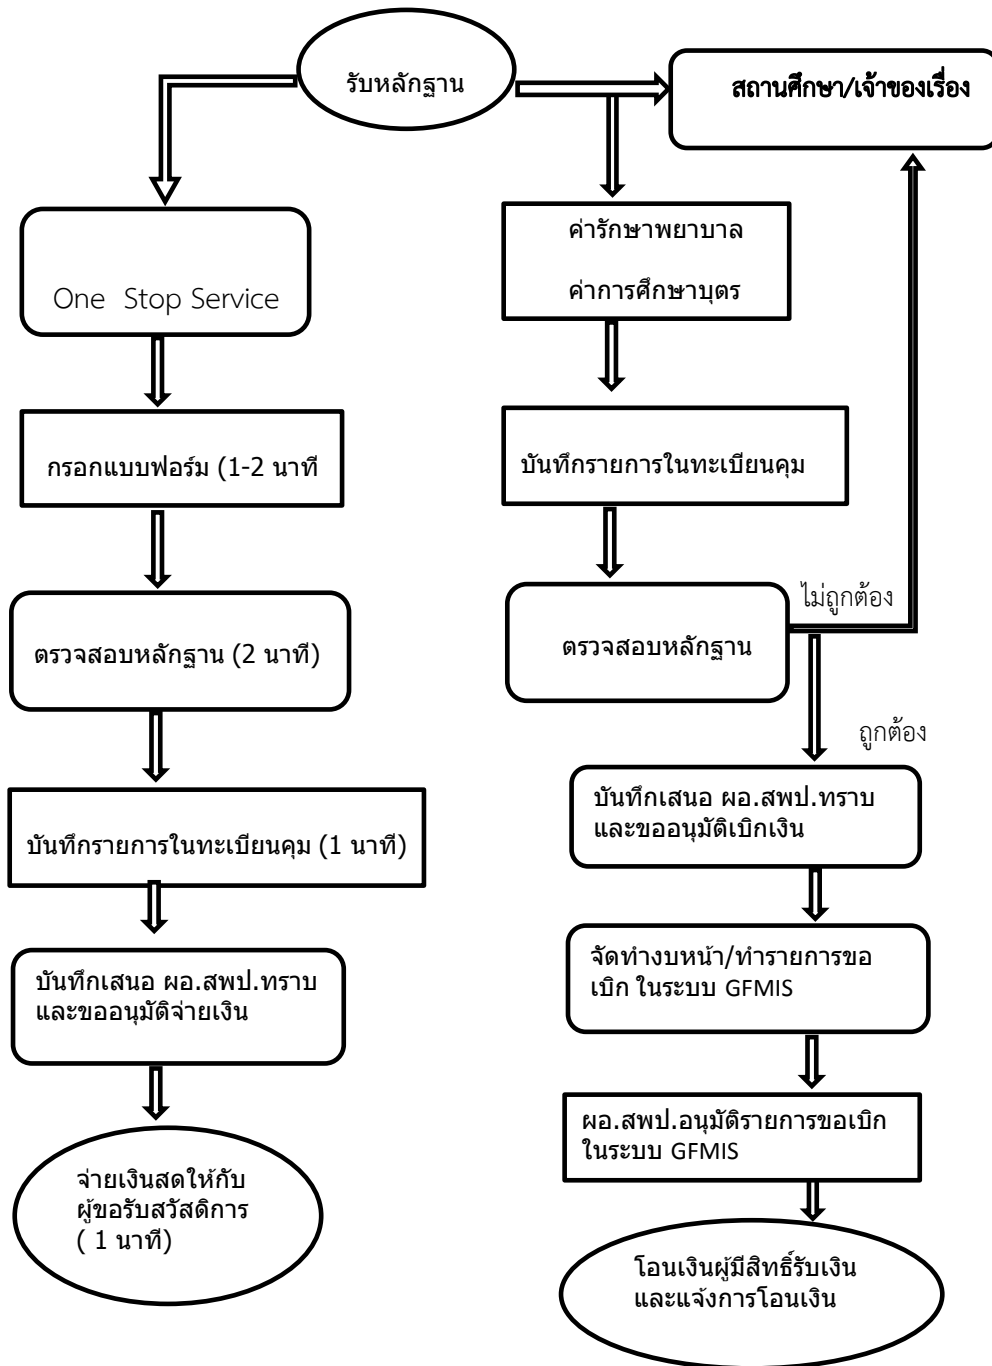 รับหลักฐาน
สถานศึกษา/เจ้าของเรื่อง
One Stop Service
ค่ารักษาพยาบาล
ค่าการศึกษาบุตร
กรอกแบบฟอร์ม (1-2 นาที
บันทึกรายการในทะเบียนคุม
ตรวจสอบหลักฐาน (2 นาที)
ตรวจสอบหลักฐาน
ไม่ถูกต้อง
ถูกต้อง
บันทึกรายการในทะเบียนคุม (1 นาที)
บันทึกเสนอ ผอ.สพป.ทราบ
และขออนุมัติเบิกเงิน
บันทึกเสนอ ผอ.สพป.ทราบ
และขออนุมัติจ่ายเงิน
จัดทำงบหน้า/ทำรายการขอ
เบิก ในระบบ GFMIS
ผอ.สพป.อนุมัติรายการขอเบิก
ในระบบ GFMIS
จ่ายเงินสดให้กับ
ผู้ขอรับสวัสดิการ
( 1 นาที)
โอนเงินผู้มีสิทธิ์รับเงิน
และแจ้งการโอนเงิน